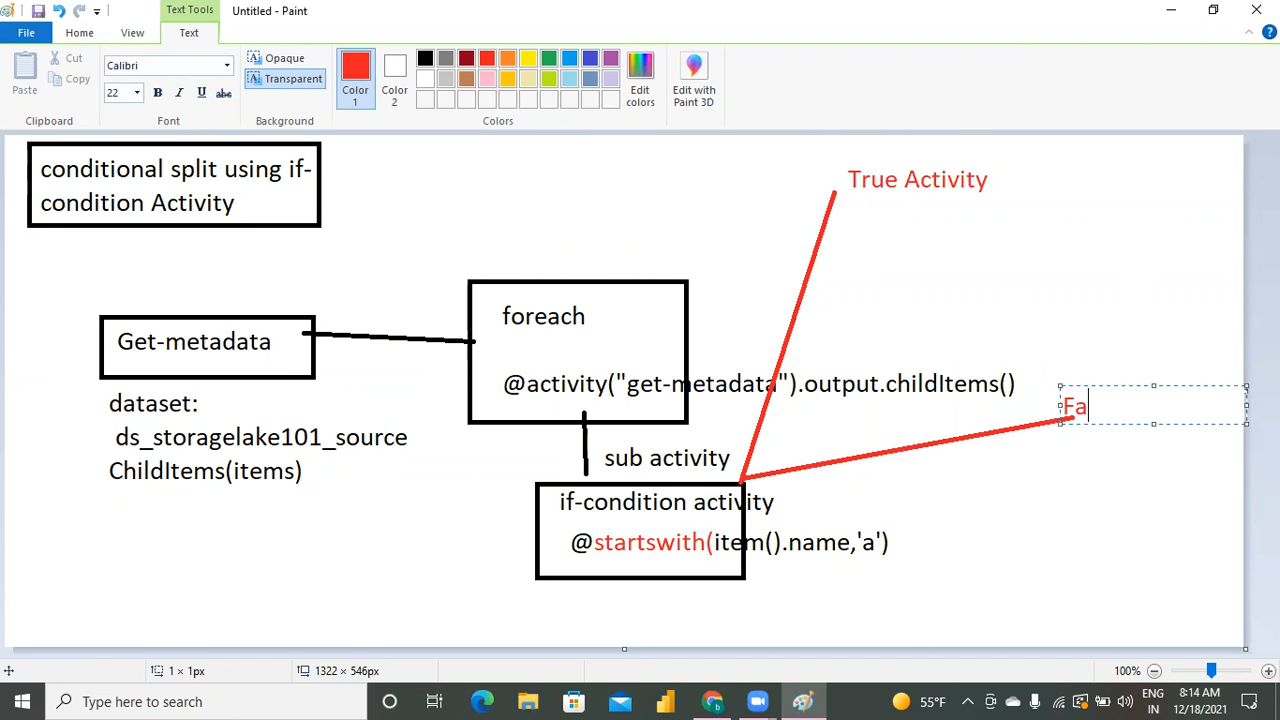 Untitled - Paint
Text Tools
File
Home
View
Text
Paste
Cut
Copy
Clipboard
Calibri
22
B
I
U
abc
Font
Opaque
Transparent
Background
Color
1
Color
2
Edit
colors
Colors
Edit with
Paint 3D
conditional split using if-
condition Activity
True Activity
foreach
Get-metadata
@activity("get-metadata").output.childItems()
Fa
dataset:
ds_storagelake101_source
ChildItems(items)
sub activity
if-condition activity
@startswith(item().name,'a')
1 × 1px
1322 × 546px
100%
Type here to search
55°F
ENG
IN
8:14 AM
12/18/2021